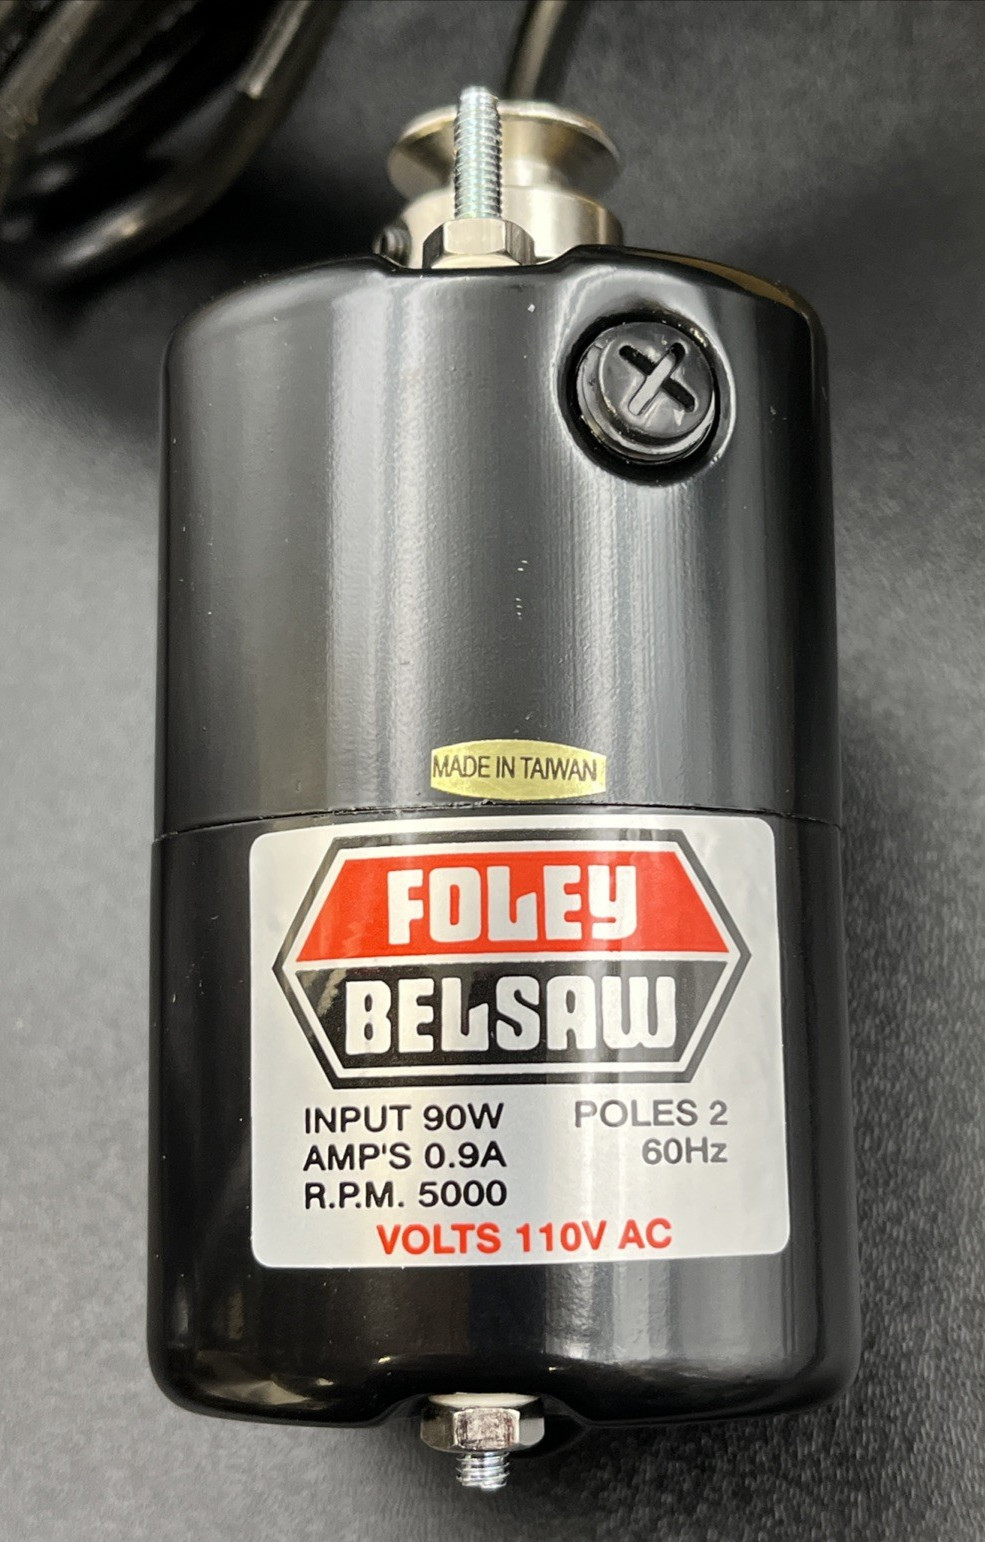 MADE IN TAIWAN
FOLEY
BELSAW
INPUT 90W POLES 2
AMP'S 0.9A 60Hz
R.P.M. 5000
VOLTS 110V AC